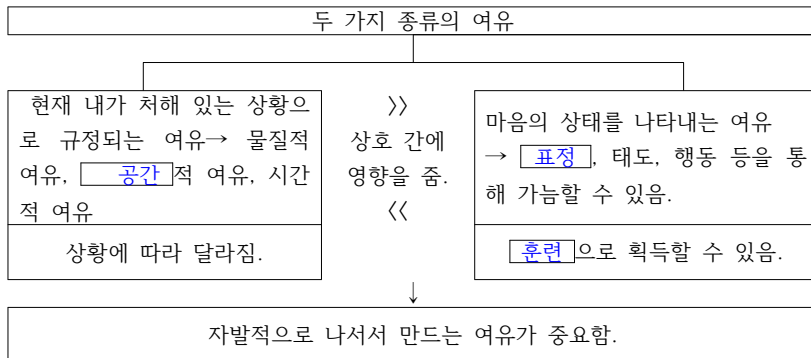 두 가지 종류의 여유
현재 내가 처해 있는 상황으
로 규정되는 여유→ 물질적
여유, 공간 적 여유, 시간
적 여유
상황에 따라 달라짐.
》
상호 간에
영향을 줌.
《
마음의 상태를 나타내는 여유
→ 표정 , 태도, 행동 등을 통
해 가늠할 수 있음.
훈련 으로 획득할 수 있음.
↓
자발적으로 나서서 만드는 여유가 중요함.